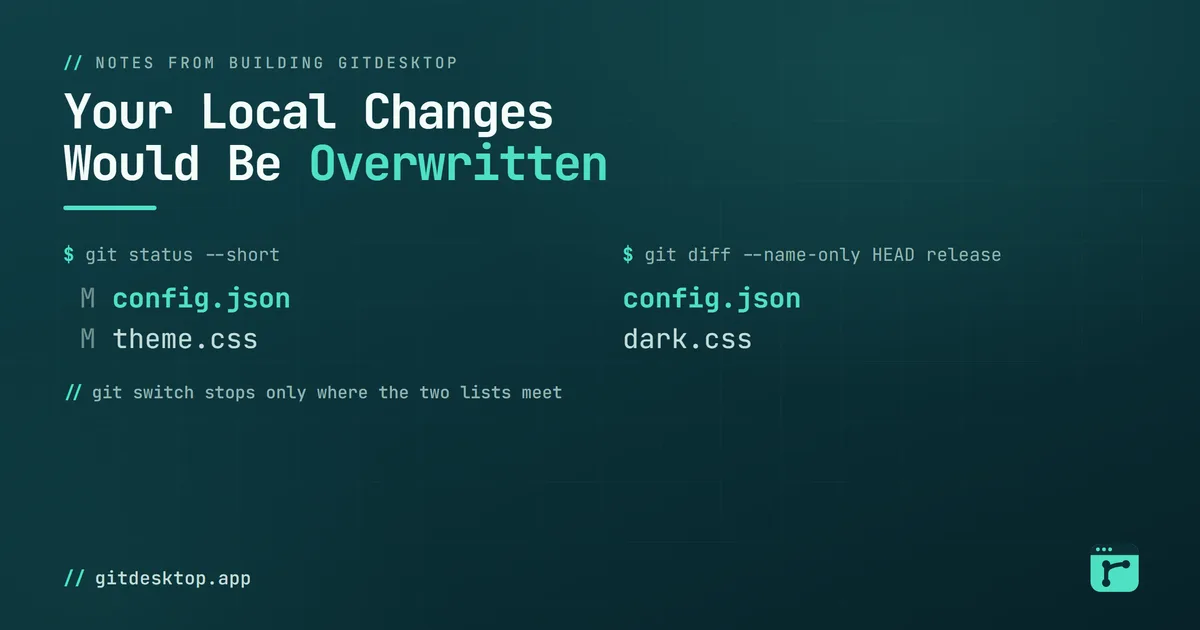 // NOTES FROM BUILDING GITDESKTOP
Your Local Changes
Would Be Overwritten
$ git status --short
M config.json
M theme.css
$ git diff --name-only HEAD release
config.json
dark.css
// git switch stops only where the two lists meet
// gitdesktop.app